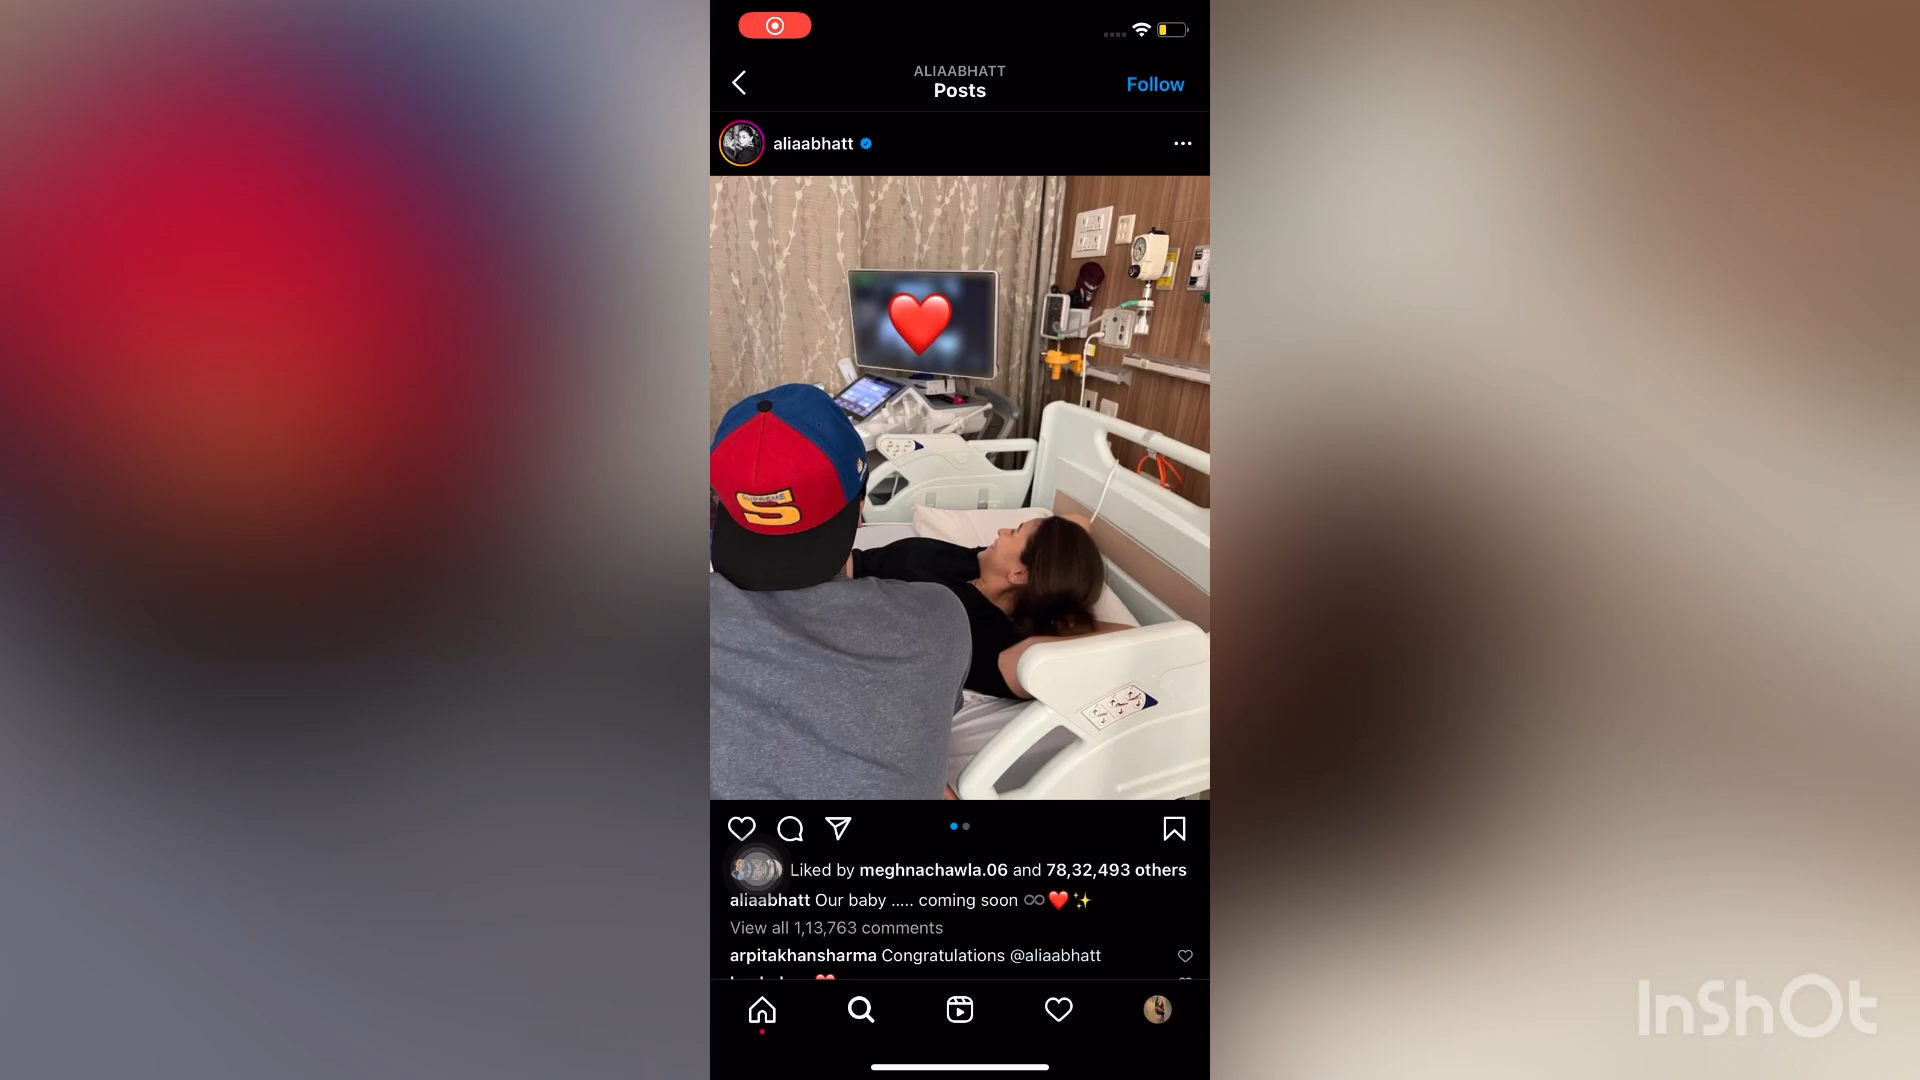 ALIAABHATT
Posts
Follow
aliaabhatt
SUPREME
S
Liked by meghnachawla.06 and 78,32,493 others
aliaabhatt Our baby ..... coming soon ♾️❤️✨
View all 1,13,763 comments
arpitakhansharma Congratulations @aliaabhatt
InShOt